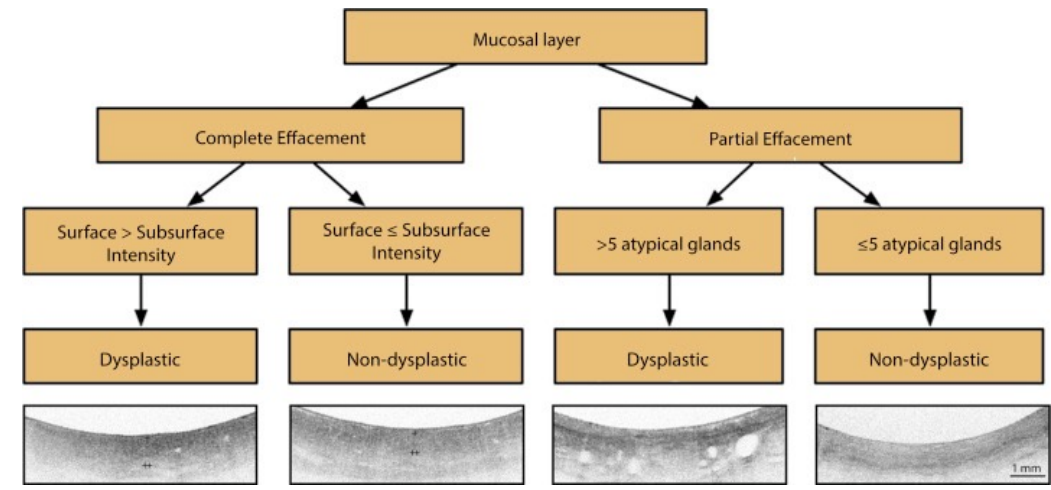 Mucosal layer
Complete Effacement
Partial Effacement
Surface > Subsurface
Intensity
Surface ≤ Subsurface
Intensity
>5 atypical glands
≤5 atypical glands
Dysplastic
Non-dysplastic
Dysplastic
Non-dysplastic
1 mm